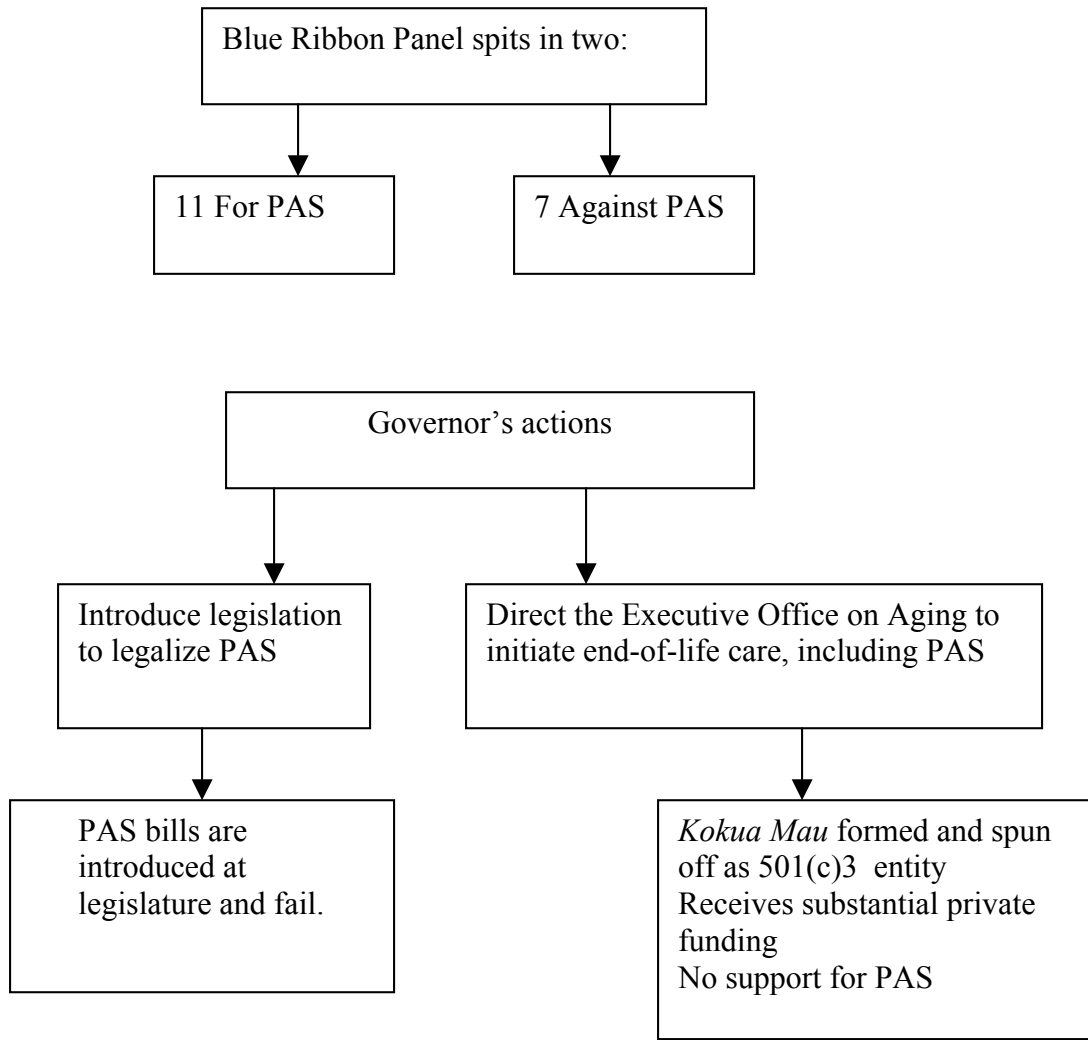 Blue Ribbon Panel spits in two:
11 For PAS
7 Against PAS
Governor’s actions
Introduce legislation
to legalize PAS
Direct the Executive Office on Aging to
initiate end-of-life care, including PAS
PAS bills are
introduced at
legislature and fail.
Kokua Mau formed and spun
off as 501(c)3 entity
Receives substantial private
funding
No support for PAS